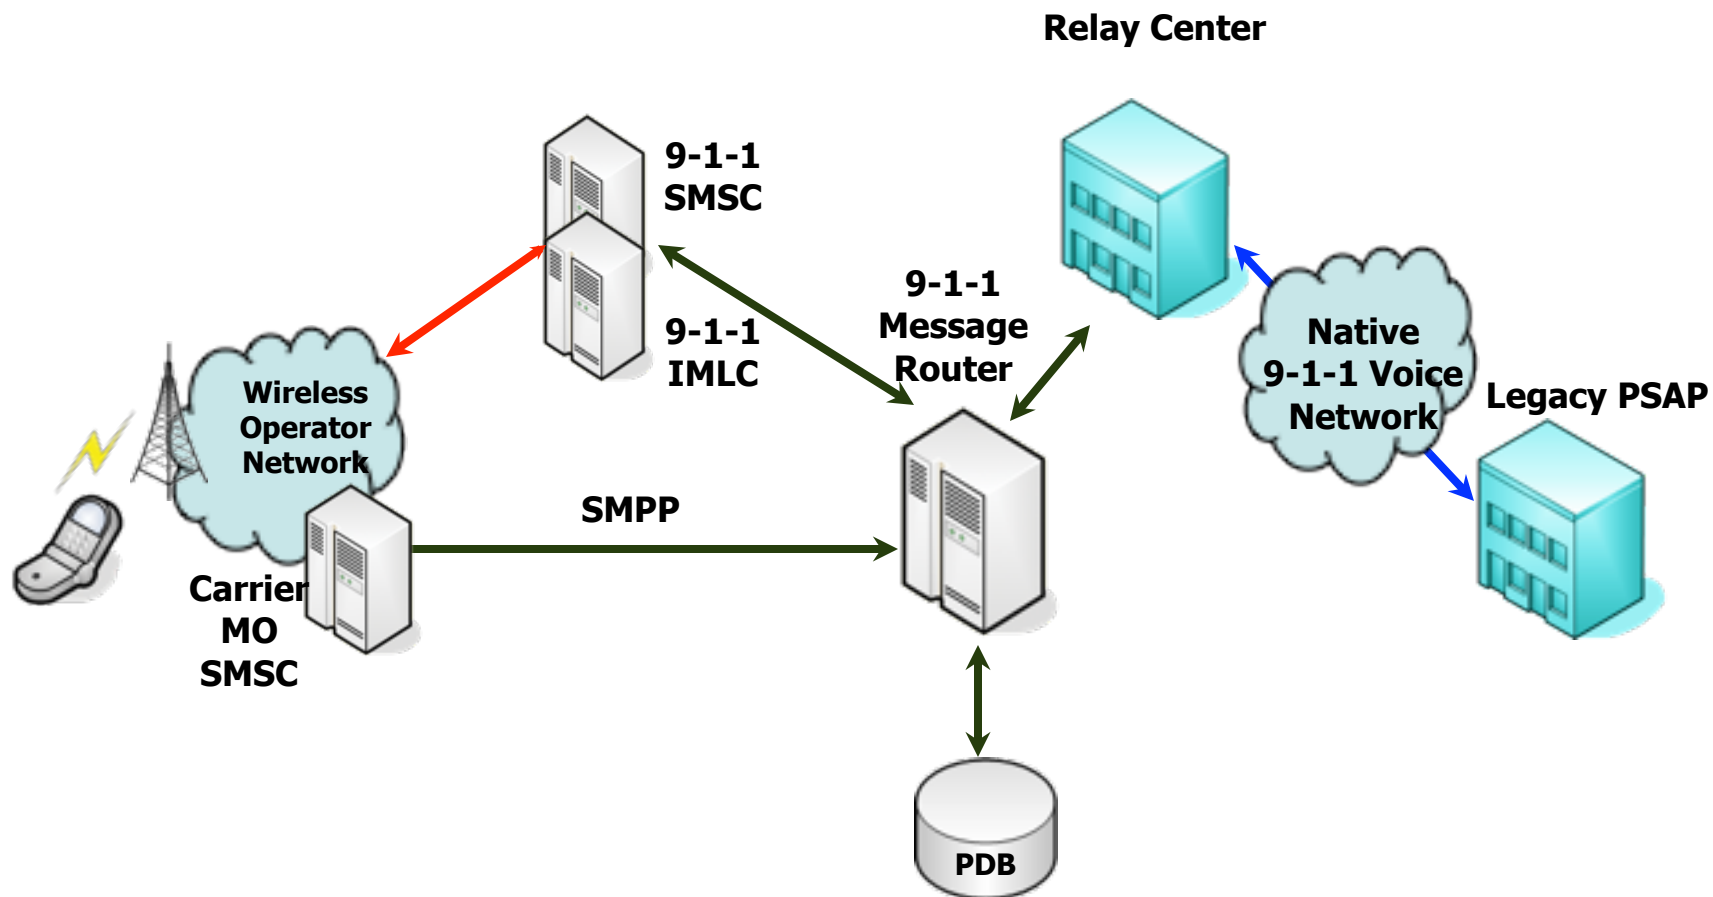 Relay Center
9-1-1
SMSC
9-1-1
IMLC
9-1-1
Message
Router
Native
9-1-1 Voice
Network
Legacy PSAP
Wireless
Operator
Network
SMPP
Carrier
MO
SMSC
PDB